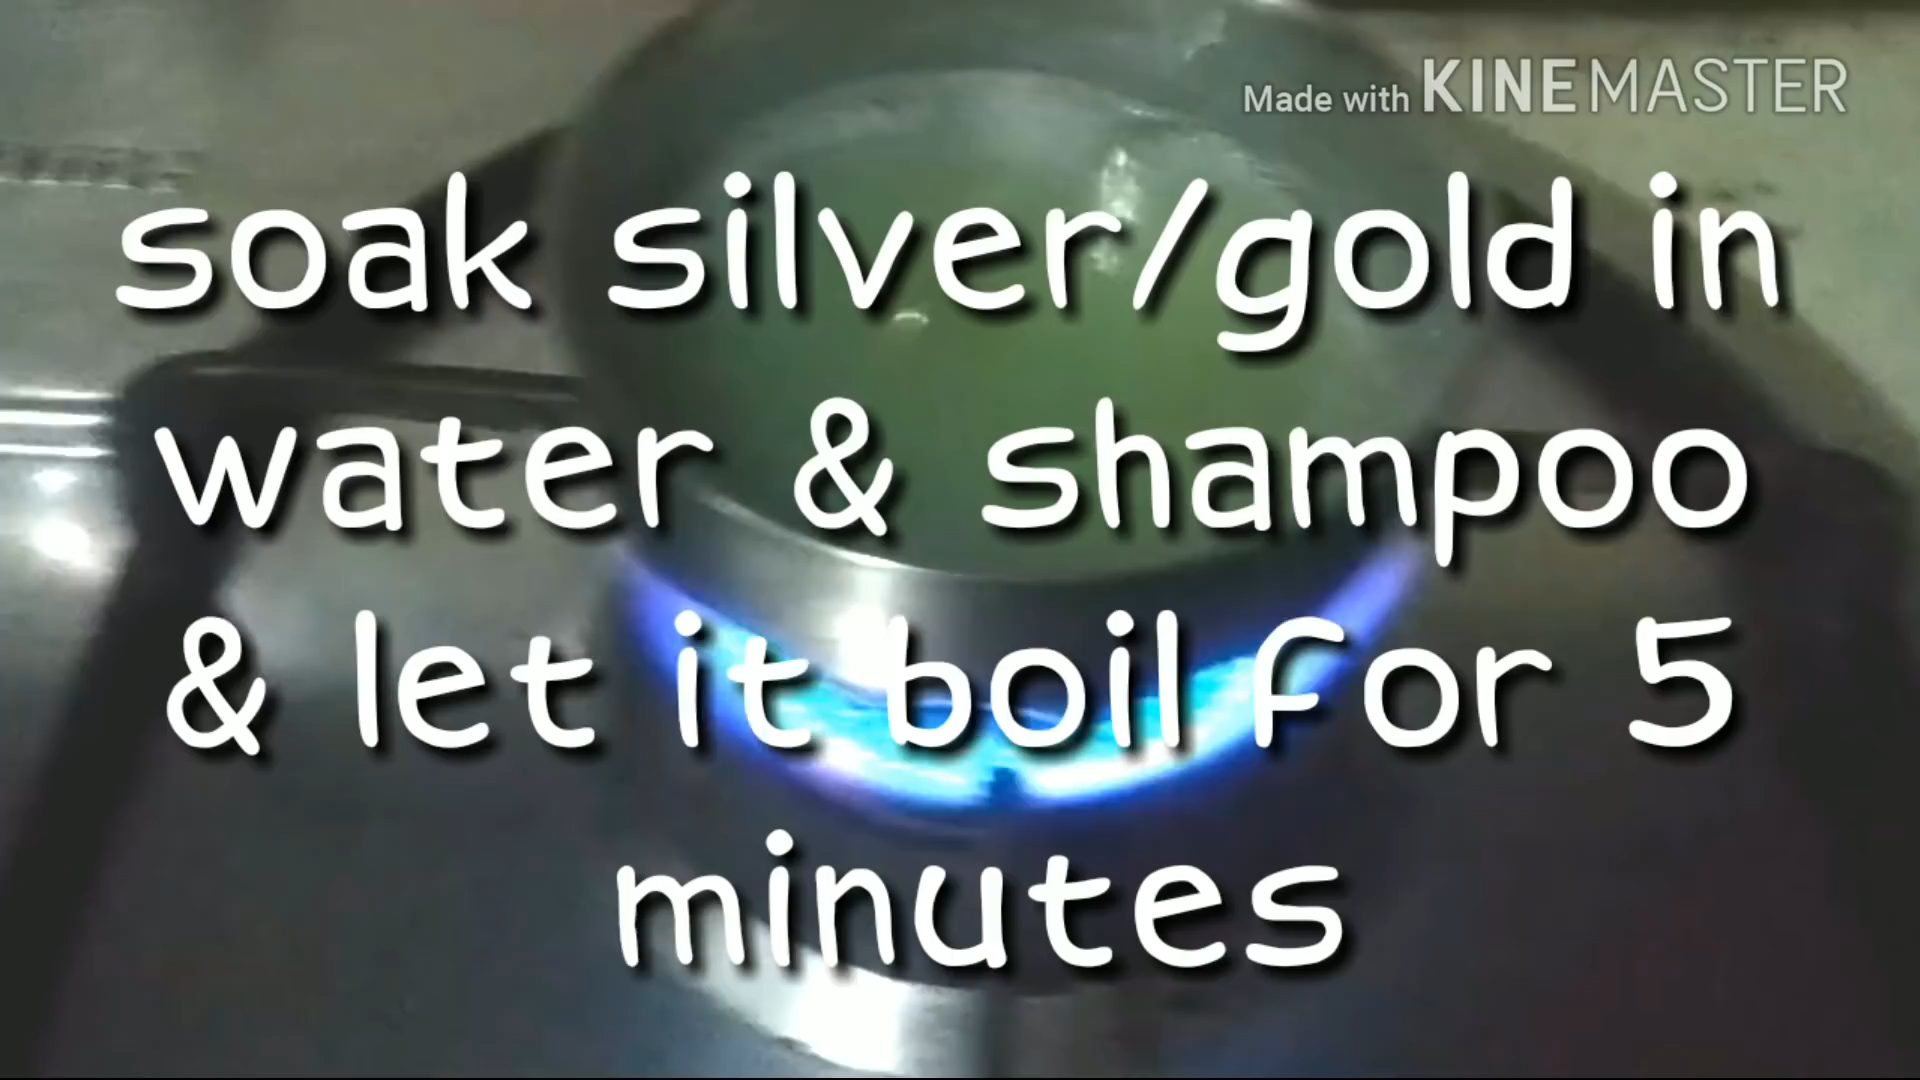 Made with KINEMASTER
soak silver/gold in
water & shampoo
& let it boil for 5
minutes